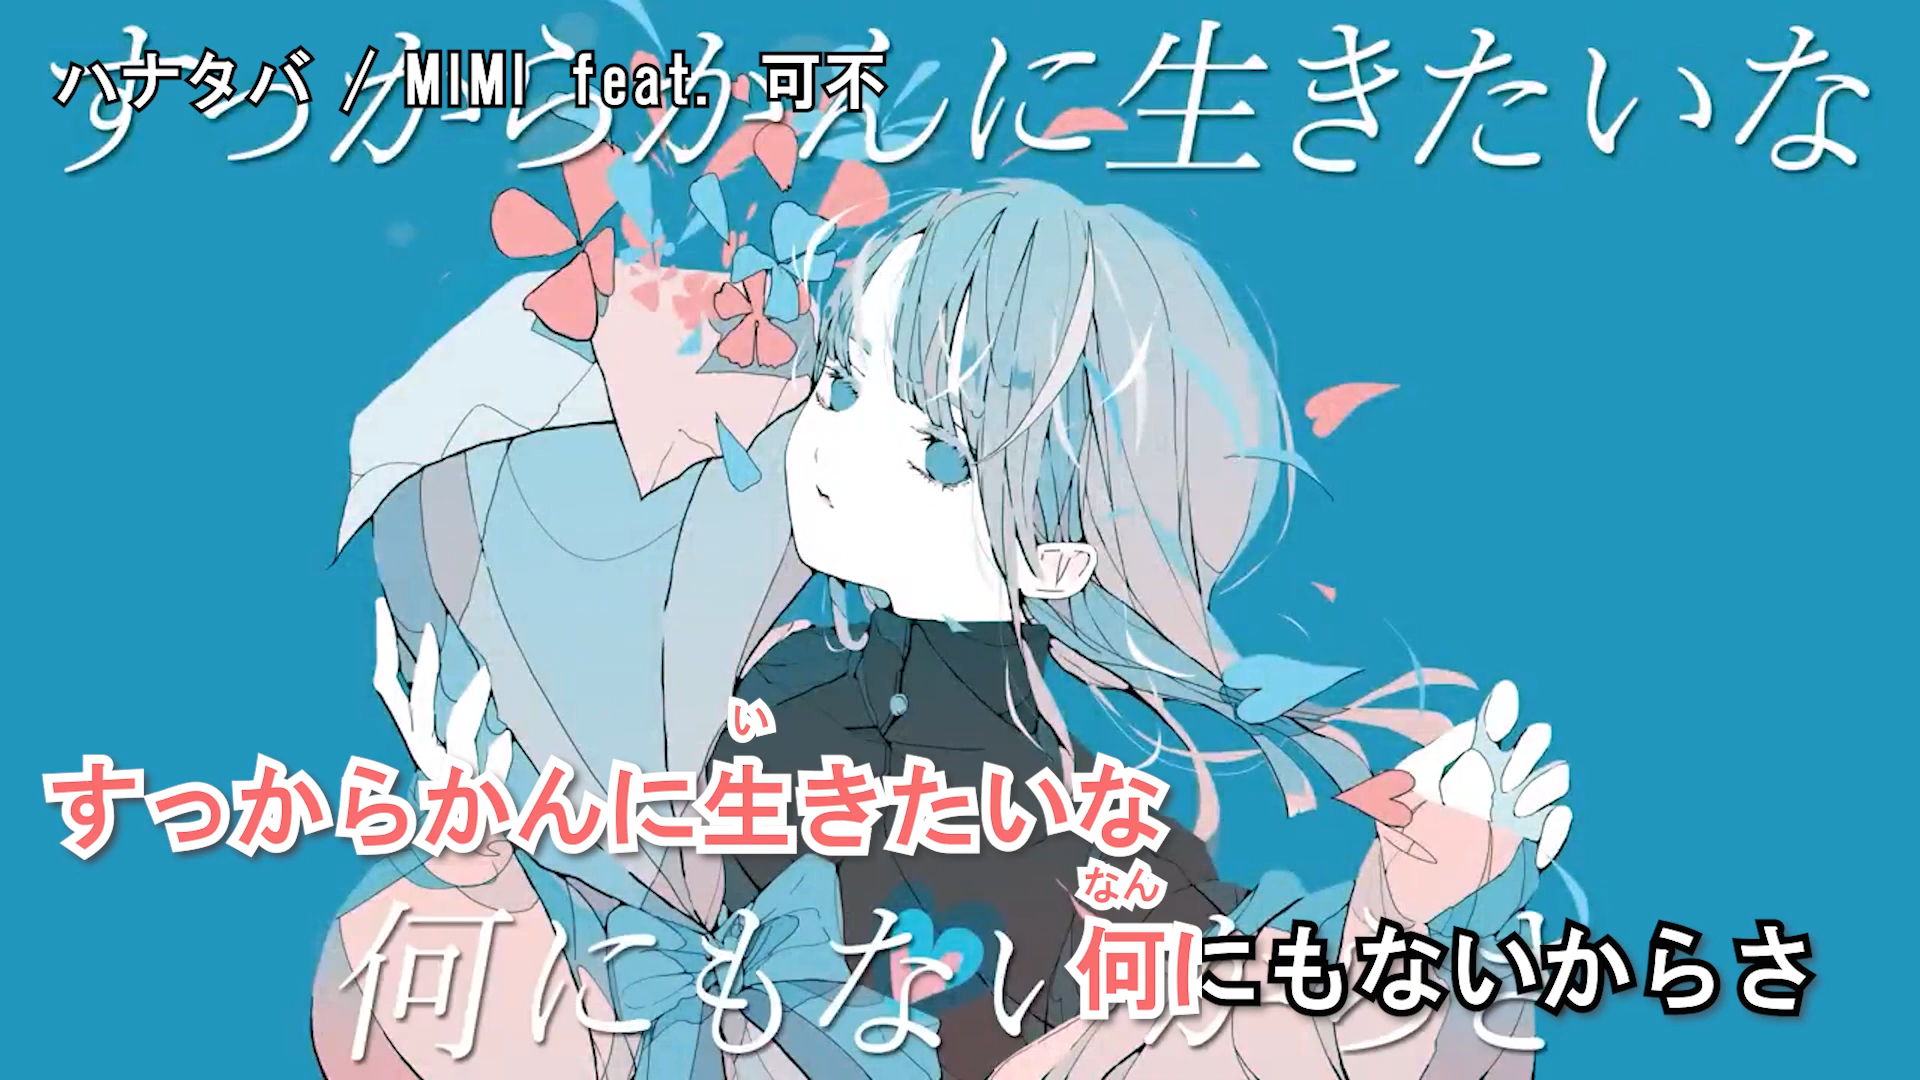 すっからかんに生きたいな
ハナタバ / MIMI feat. 可不
い
すっからかんに生きたいな
なん
何にもないからさ
何にもないからさ